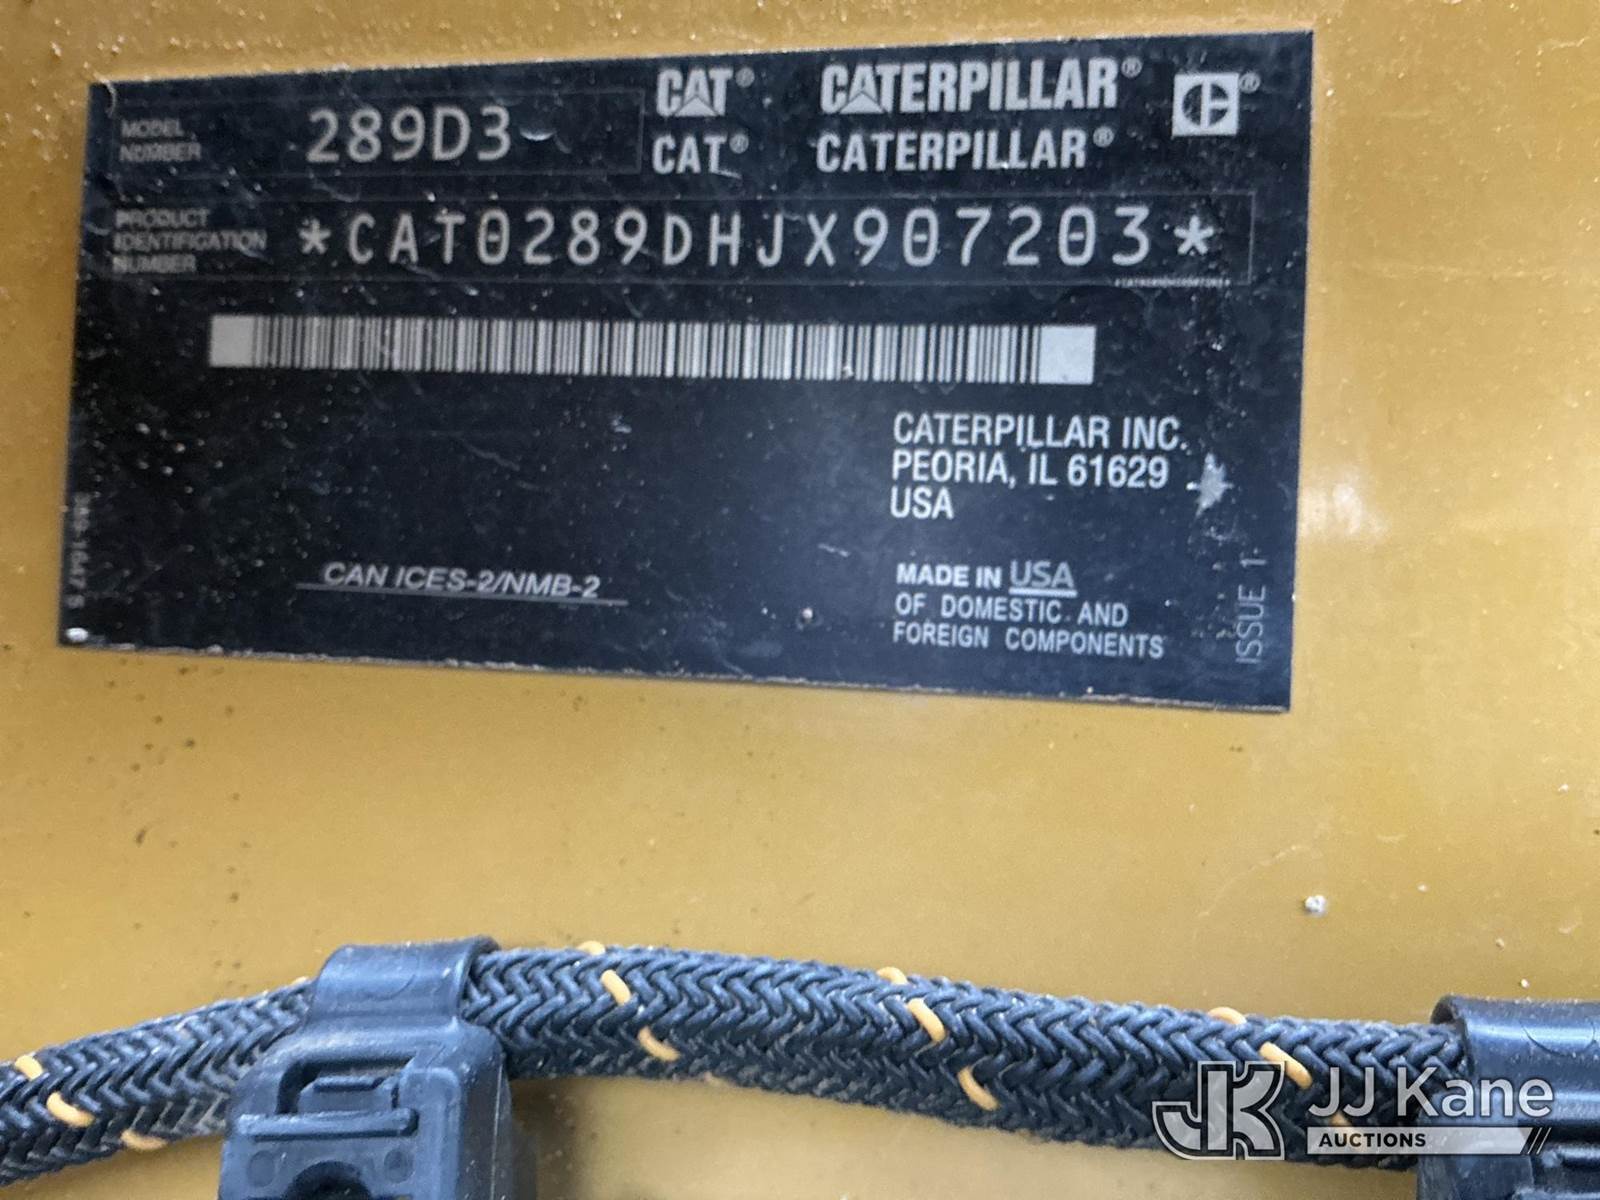 MODEL NUMBER 289D3
CAT® CATERPILLAR®
CAT® CATERPILLAR®
PRODUCT IDENTIFICATION NUMBER *CAT0289DHJX907203*
CATERPILLAR INC.
PEORIA, IL 61629
USA
CAN ICES-2/NMB-2
MADE IN USA
OF DOMESTIC AND
FOREIGN COMPONENTS
ISSUE 1
JK JJ Kane
AUCTIONS